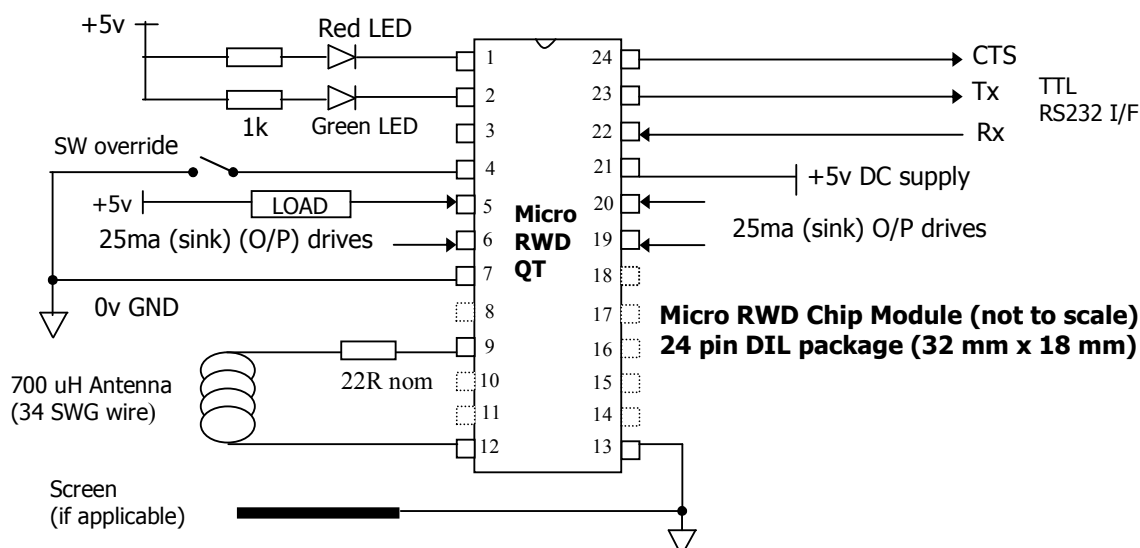 +5v
Red LED
1k
Green LED
SW override
+5v
LOAD
25ma (sink) (O/P) drives
0v GND
22R nom
700 uH Antenna
(34 SWG wire)
Screen
(if applicable)
1
2
3
4
5
6
7
8
9
10
11
12
Micro
RWD
QT
24
23
22
21
20
19
18
17
16
15
14
13
CTS
Tx
Rx
TTL
RS232 I/F
+5v DC supply
25ma (sink) O/P drives
Micro RWD Chip Module (not to scale)
24 pin DIL package (32 mm x 18 mm)